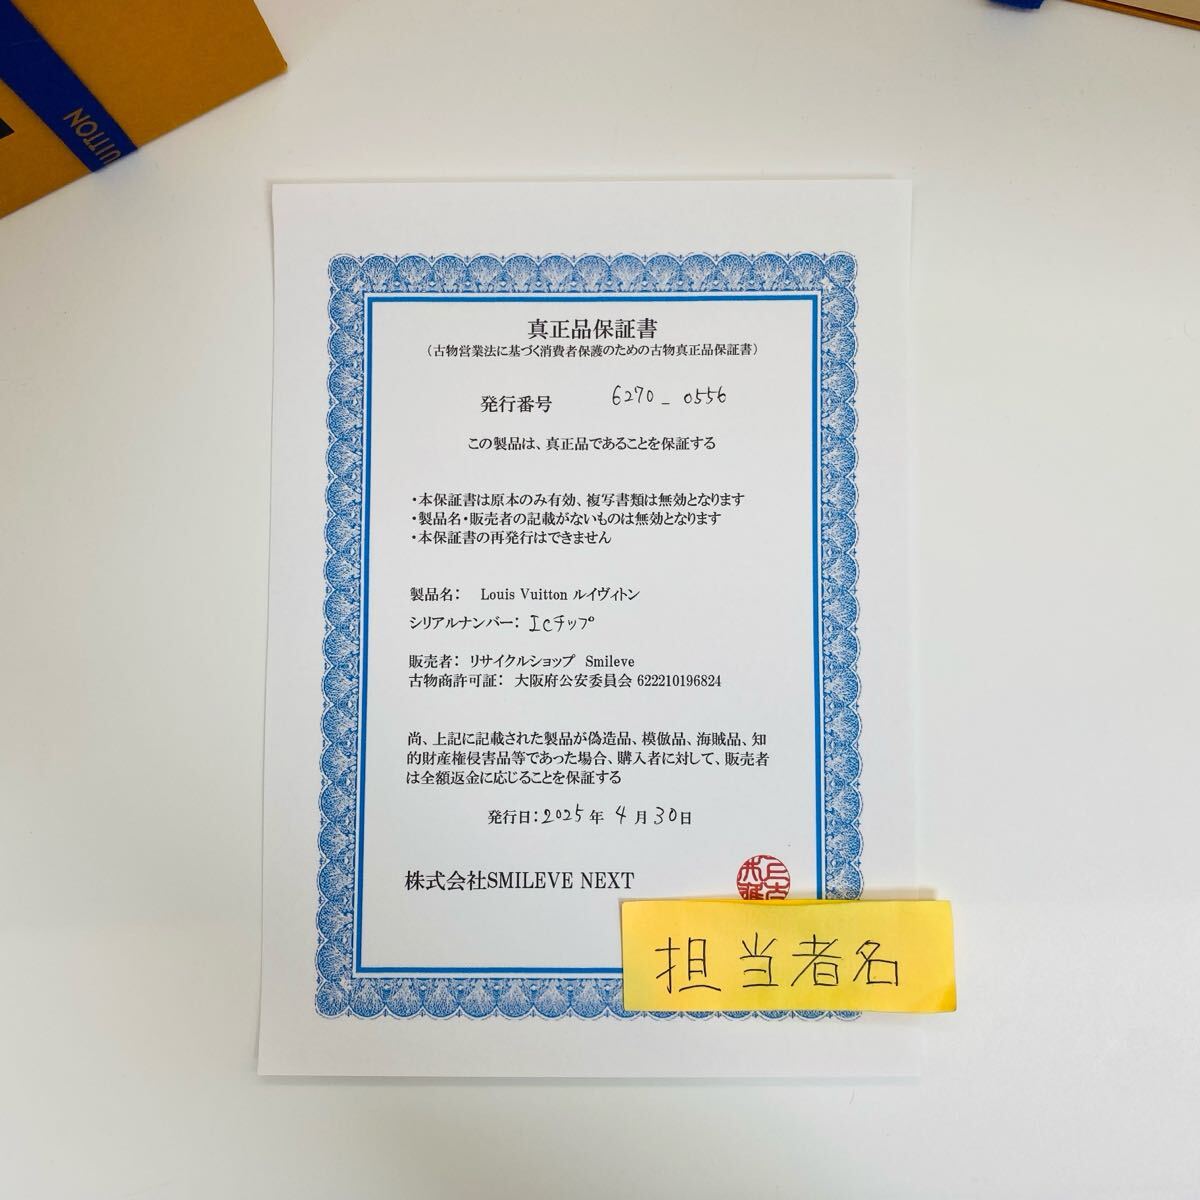 UITTON
真正品保証書
（古物営業法に基づく消費者保護のための古物真正品保証書）
発行番号 6270_0556
この製品は、真正品であることを保証する
・本保証書は原本のみ有効、複写書類は無効となります
・製品名・販売者の記載がないものは無効となります
・本保証書の再発行はできません
製品名： Louis Vuitton ルイヴィトン
シリアルナンバー： ICチップ
販売者： リサイクルショップ Smileve
古物商許可証： 大阪府公安委員会 622210196824
尚、上記に記載された製品が偽造品、模倣品、海賊品、知
的財産権侵害品等であった場合、購入者に対して、販売者
は全額返金に応じることを保証する
発行日：2025年 4月30日
株式会社SMILEVE NEXT
担当者名